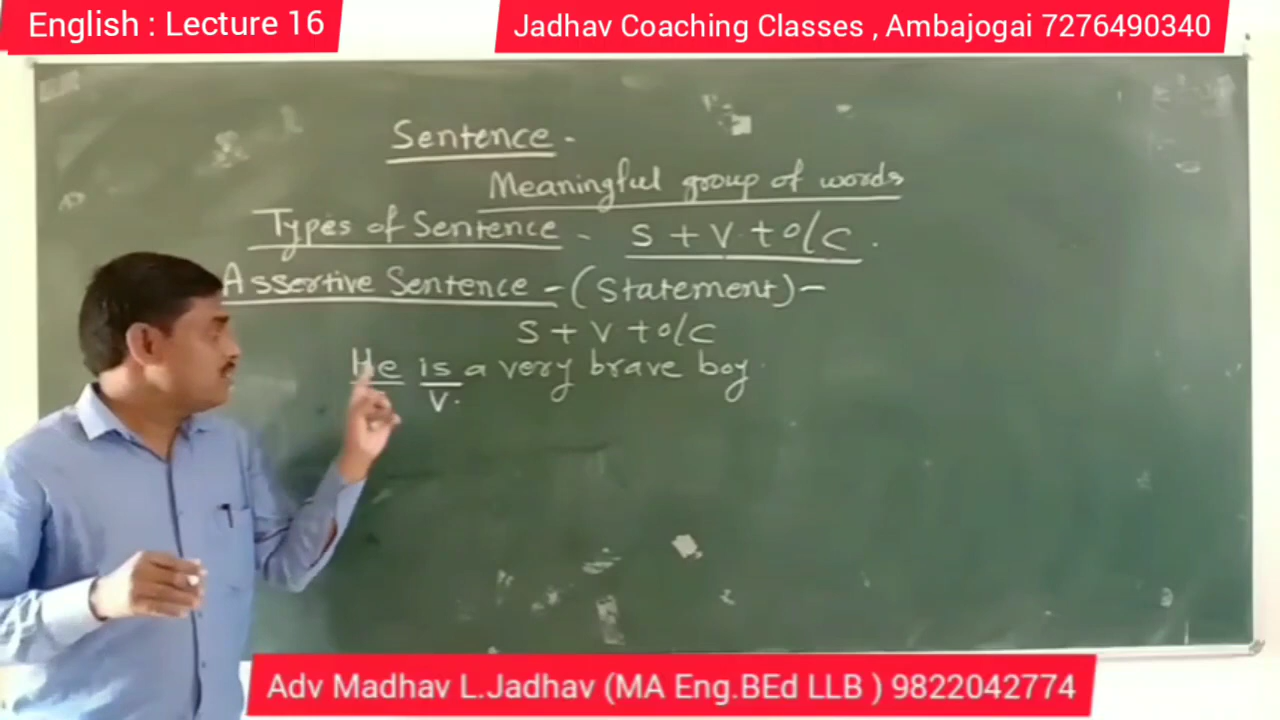 English : Lecture 16
Jadhav Coaching Classes , Ambajogai 7276490340
Sentence -
Meaningful group of words
Types of Sentence - S + V + O/C .
Assertive Sentence - (Statement) -
S + V + O/C
He is a very brave boy.
V.
Adv Madhav L.Jadhav (MA Eng.BEd LLB ) 9822042774